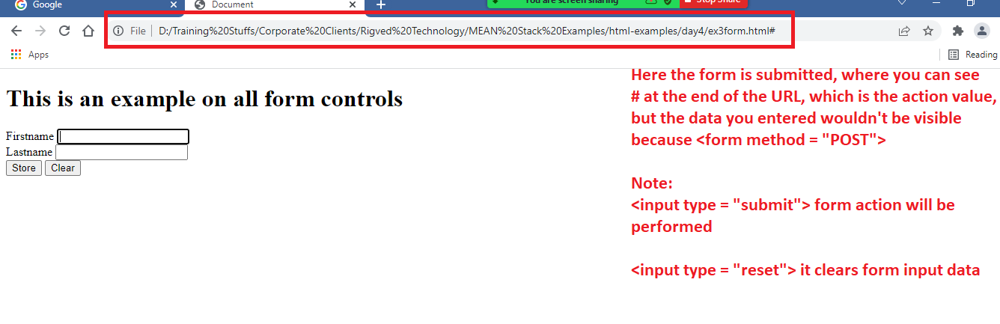 Google
Document
You are screen sharing
Stop Share
File
D:/Training%20Stuffs/Corporate%20Clients/Rigved%20Technology/MEAN%20Stack%20Examples/html-examples/day4/ex3form.html#
Apps
Reading
This is an example on all form controls
Firstname
Lastname
Store Clear
Here the form is submitted, where you can see
# at the end of the URL, which is the action value,
but the data you entered wouldn't be visible
because <form method = "POST">
Note:
<input type = "submit"> form action will be
performed
<input type = "reset"> it clears form input data